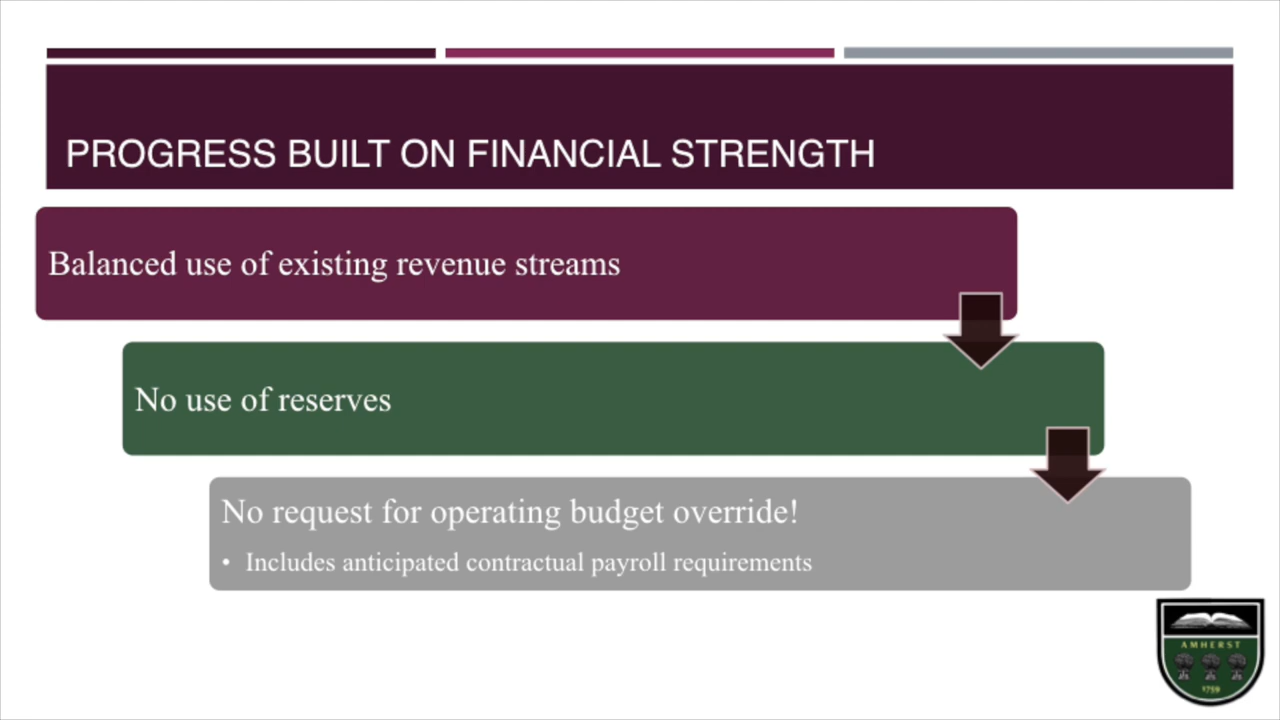 PROGRESS BUILT ON FINANCIAL STRENGTH
Balanced use of existing revenue streams
No use of reserves
No request for operating budget override!
• Includes anticipated contractual payroll requirements
AMHERST
1759